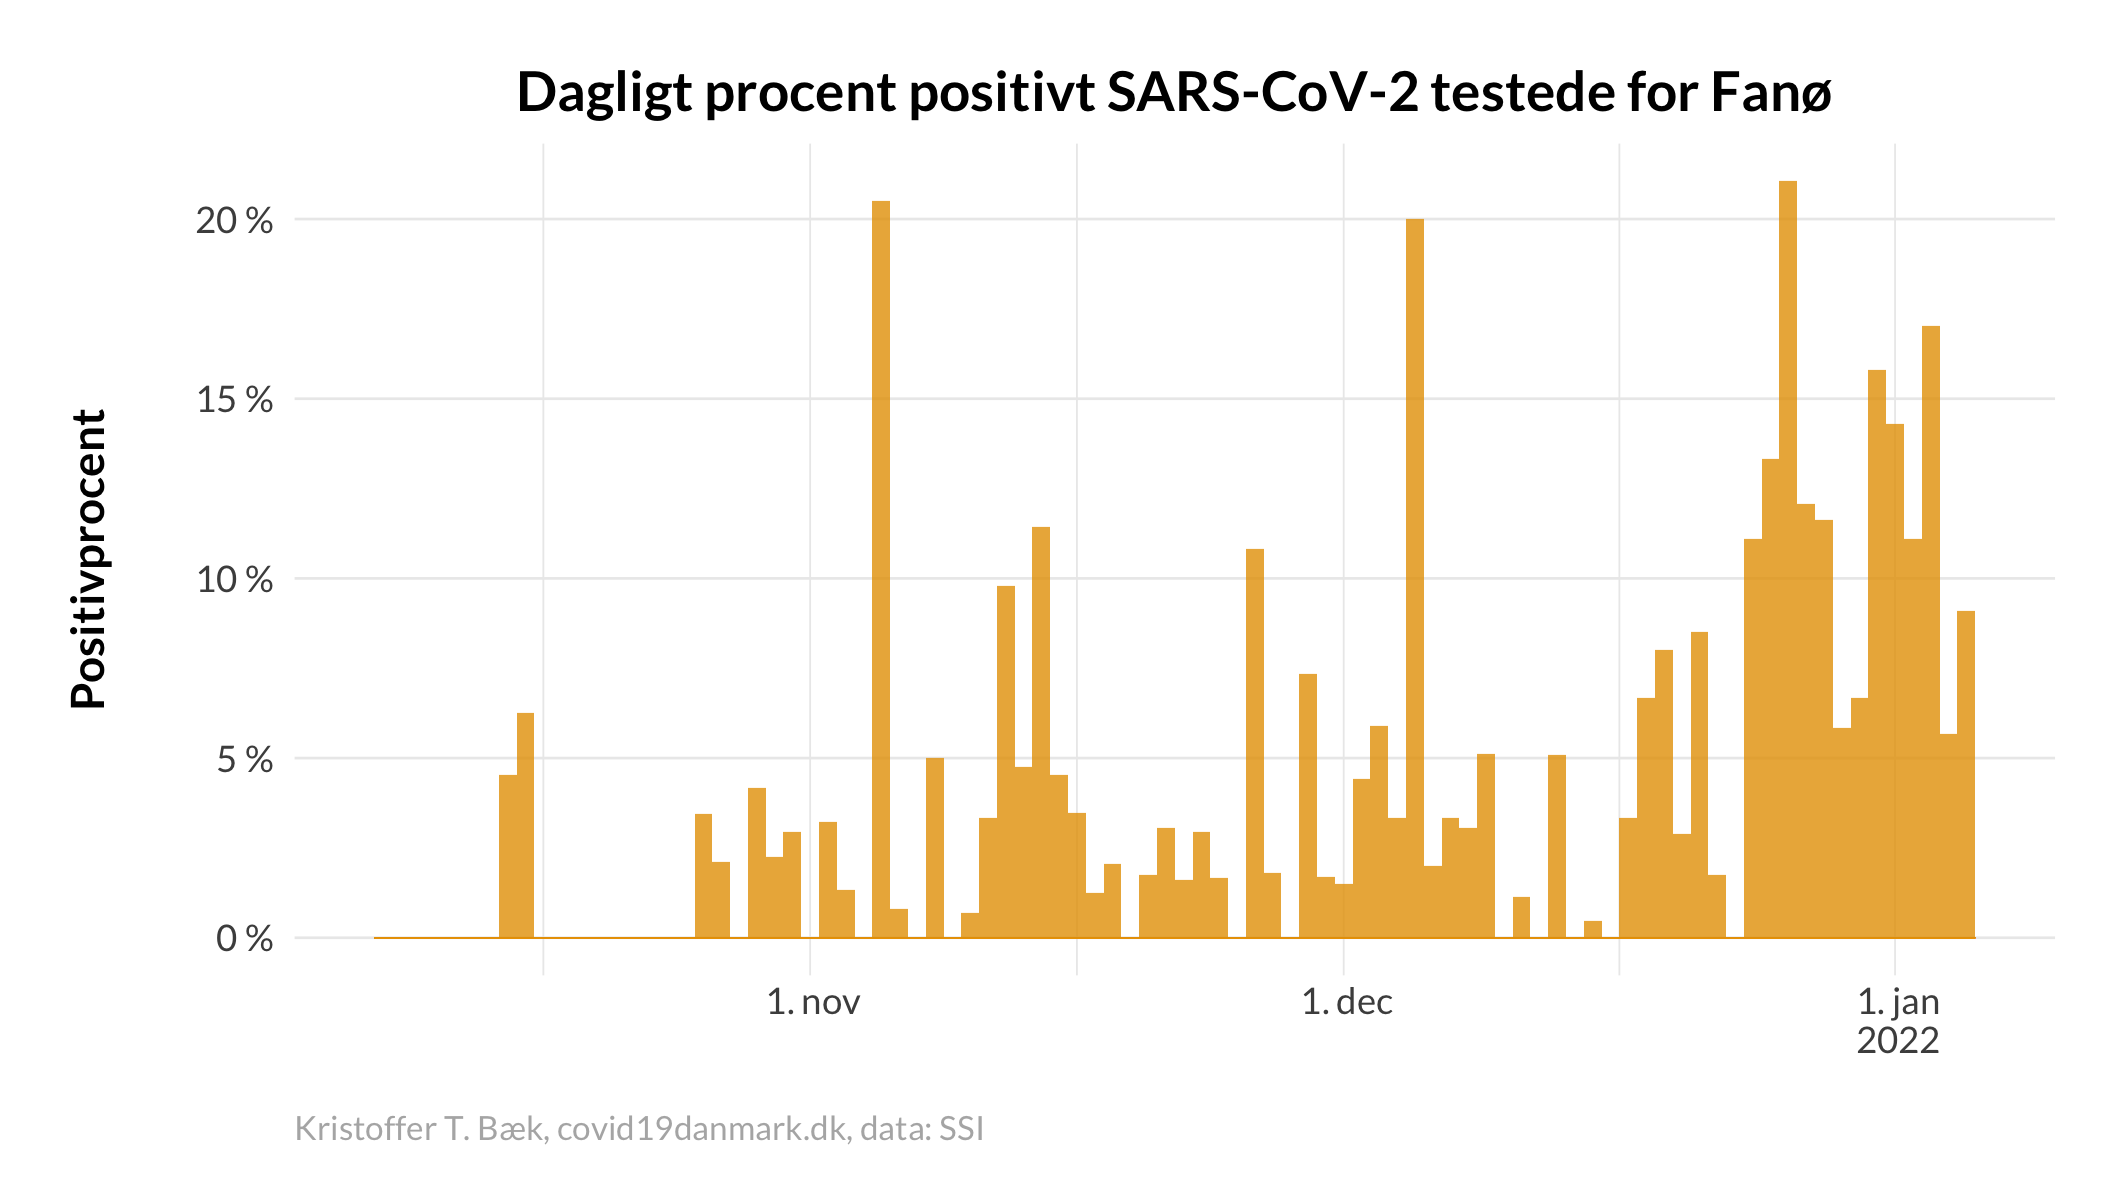 Dagligt procent positivt SARS-CoV-2 testede for Fanø
Positivprocent
20 %
15 %
10 %
5 %
0 %
1. nov
1. dec
1. jan
2022
Kristoffer T. Bæk, covid19danmark.dk, data: SSI